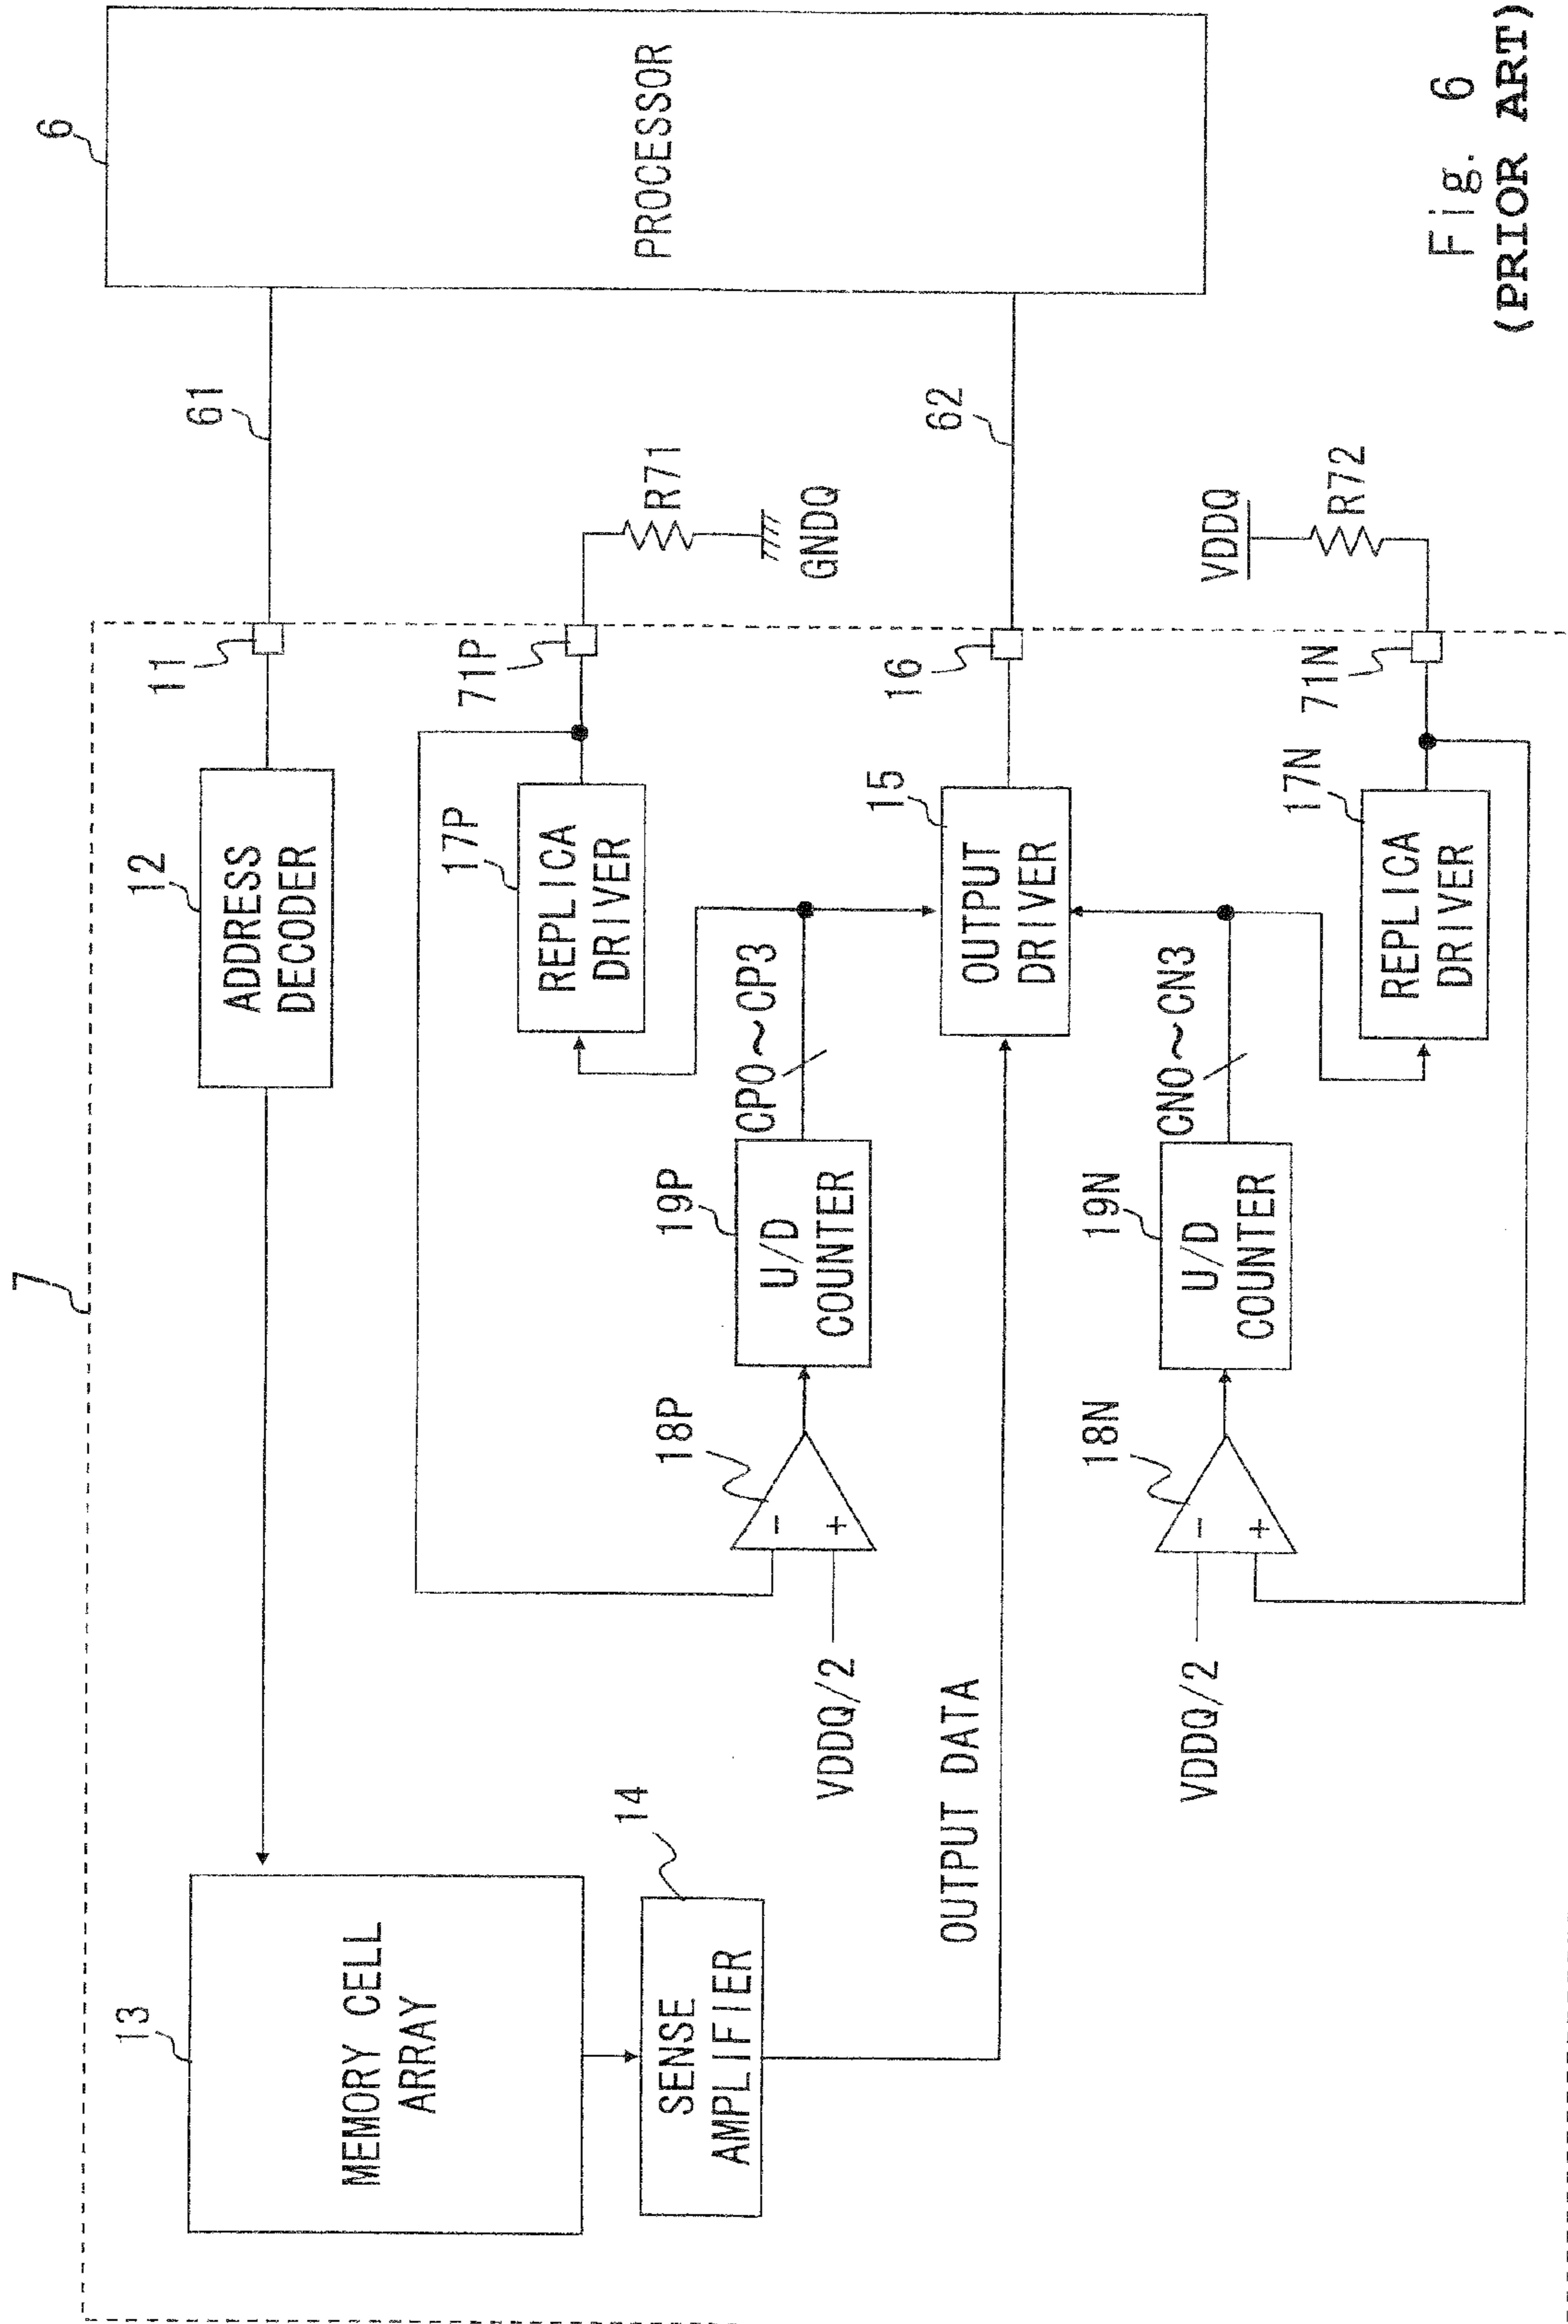 7
6
13
MEMORY CELL
ARRAY
12
ADDRESS
DECODER
11
61
PROCESSOR
14
SENSE
AMPLIFIER
17P
REPLICA
DRIVER
71P
R71
GNDQ
18P
-
+
VDDQ/2
19P
U/D
COUNTER
CP0~CP3
OUTPUT DATA
15
OUTPUT
DRIVER
16
62
18N
-
+
VDDQ/2
19N
U/D
COUNTER
CN0~CN3
17N
REPLICA
DRIVER
71N
VDDQ
R72
Fig. 6
(PRIOR ART)